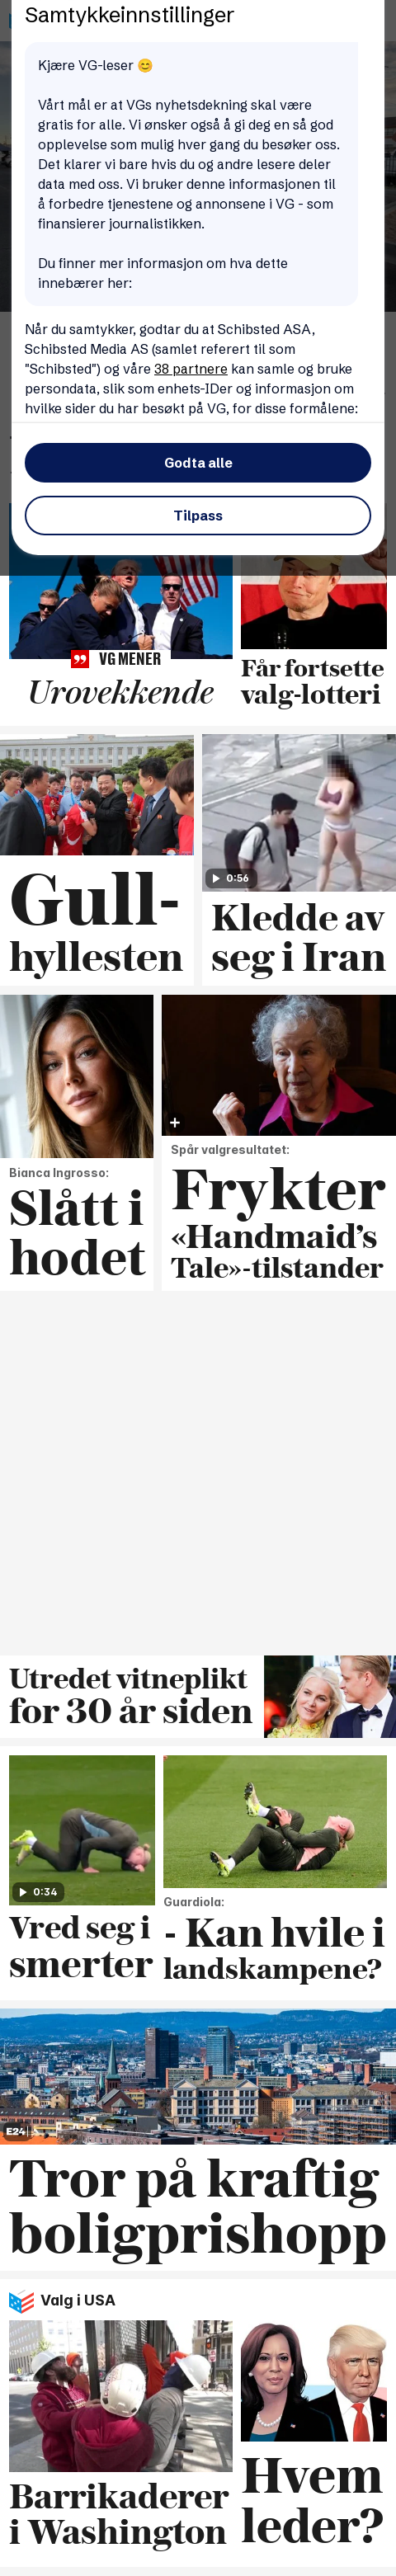 Samtykkeinnstillinger
Kjære VG-leser 😊
Vårt mål er at VGs nyhetsdekning skal være
gratis for alle. Vi ønsker også å gi deg en så god
opplevelse som mulig hver gang du besøker oss.
Det klarer vi bare hvis du og andre lesere deler
data med oss. Vi bruker denne informasjonen til
å forbedre tjenestene og annonsene i VG - som
finansierer journalistikken.
Du finner mer informasjon om hva dette
innebærer her:
Når du samtykker, godtar du at Schibsted ASA,
Schibsted Media AS (samlet referert til som
"Schibsted") og våre 38 partnere kan samle og bruke
persondata, slik som enhets-IDer og informasjon om
hvilke sider du har besøkt på VG, for disse formålene:
Godta alle
Tilpass
VG MENER
Urovekkende
Får fortsette
valg-lotteri
Gull-
hyllesten
0:56
Kledde av
seg i Iran
Bianca Ingrosso:
Slått i
hodet
Spår valgresultatet:
Frykter
«Handmaid's
Tale»-tilstander
Utredet vitneplikt
for 30 år siden
0:34
Vred seg i
smerter
Guardiola:
- Kan hvile i
landskampene?
E24
Tror på kraftig
boligprishopp
Valg i USA
Barrikaderer
i Washington
Hvem
leder?